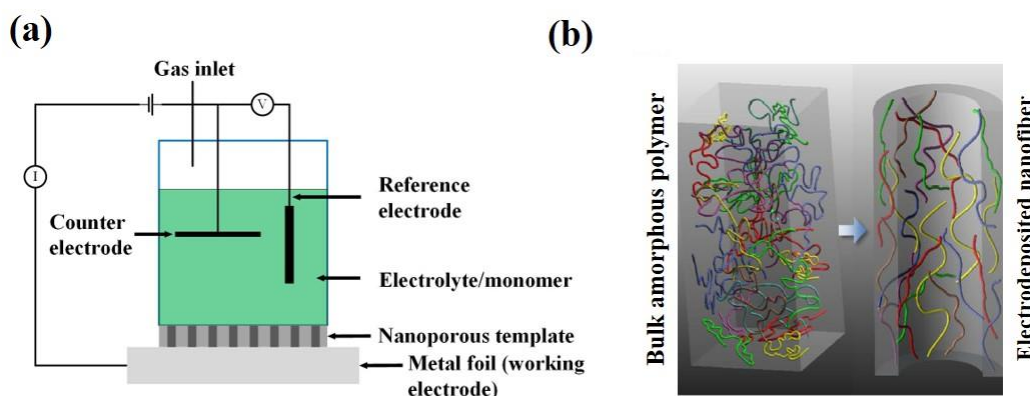 (a)
Gas inlet
V
I
Counter
electrode
Reference
electrode
Electrolyte/monomer
Nanoporous template
Metal foil (working
electrode)
(b)
Bulk amorphous polymer
Electrodeposited nanofiber